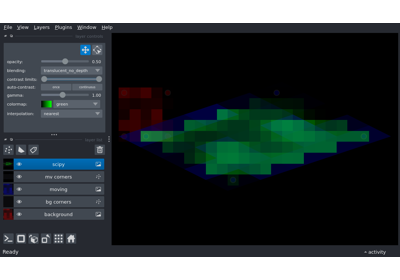 File View Layers Plugins Window Help
opacity: 0.50
blending: translucent_no_depth
contrast limits:
auto-contrast: once continuous
gamma: 1.00
colormap: green
interpolation: nearest
scipy
mv corners
moving
bg corners
background
Ready activity